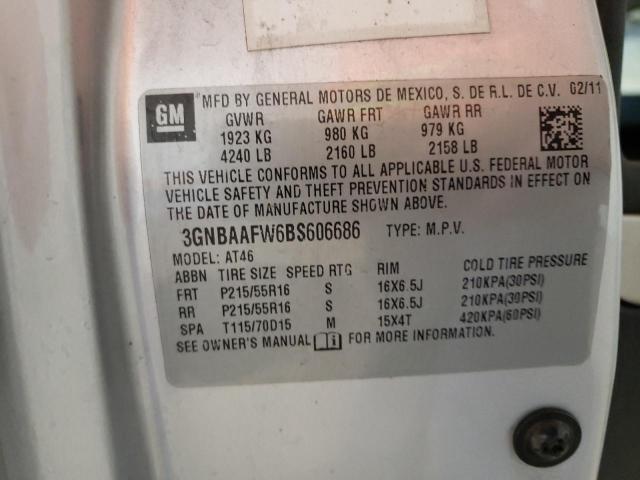 GM
MFD BY GENERAL MOTORS DE MEXICO, S. DE R.L. DE C.V. 02/11
GVWR GAWR FRT GAWR RR
1923 KG 980 KG 979 KG
4240 LB 2160 LB 2158 LB
THIS VEHICLE CONFORMS TO ALL APPLICABLE U.S. FEDERAL MOTOR
VEHICLE SAFETY AND THEFT PREVENTION STANDARDS IN EFFECT ON
THE DATE OF MANUFACTURE SHOWN ABOVE.
3GNBAAFW6BS606686 TYPE: M.P.V.
MODEL: AT46
ABBN TIRE SIZE SPEED RTG RIM COLD TIRE PRESSURE
FRT P215/55R16 S 16X6.5J 210KPA(30PSI)
RR P215/55R16 S 16X6.5J 210KPA(30PSI)
SPA T115/70D15 M 15X4T 420KPA(60PSI)
SEE OWNER'S MANUAL i FOR MORE INFORMATION.